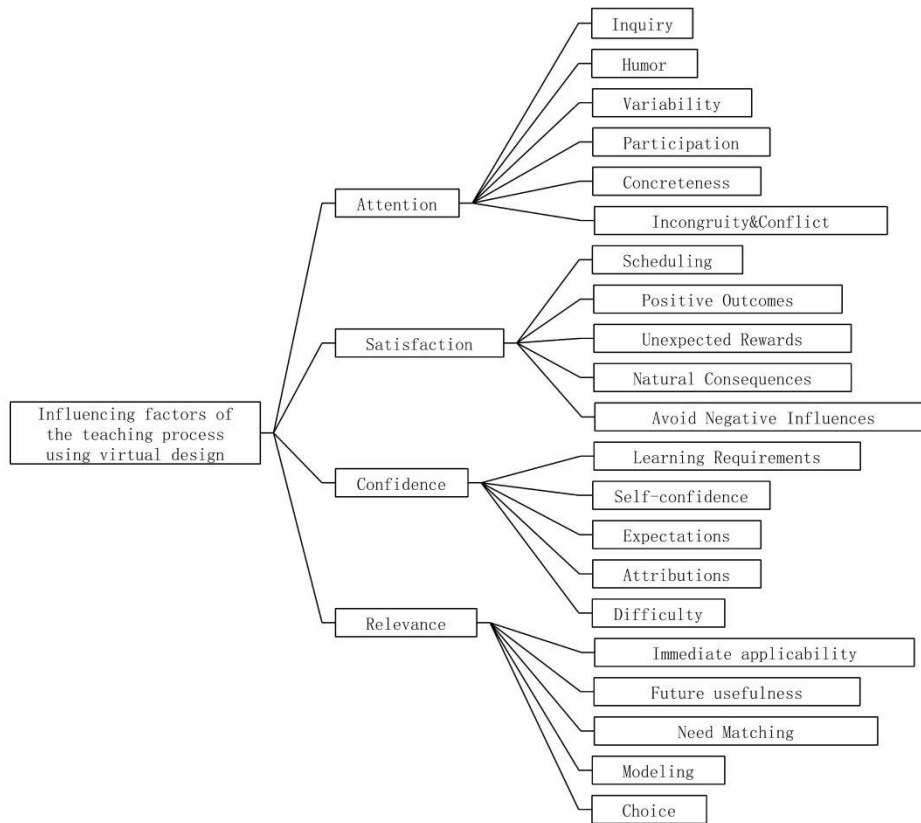 Influencing factors of
the teaching process
using virtual design
Attention
Inquiry
Humor
Variability
Participation
Concreteness
Incongruity&Conflict
Satisfaction
Scheduling
Positive Outcomes
Unexpected Rewards
Natural Consequences
Avoid Negative Influences
Confidence
Learning Requirements
Self-confidence
Expectations
Attributions
Difficulty
Relevance
Immediate applicability
Future usefulness
Need Matching
Modeling
Choice